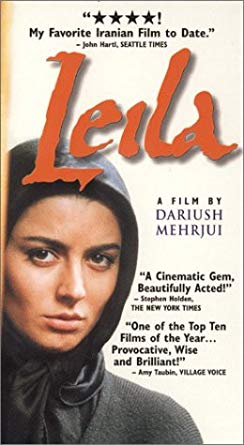 "★★★★!
My Favorite Iranian Film to Date."
– John Hartl, SEATTLE TIMES
Leila
A FILM BY
DARIUSH
MEHRJUI
"A Cinematic Gem,
Beautifully Acted!"
– Stephen Holden,
THE NEW YORK TIMES
"One of the Top Ten
Films of the Year...
Provocative, Wise
and Brilliant!"
– Amy Taubin, VILLAGE VOICE